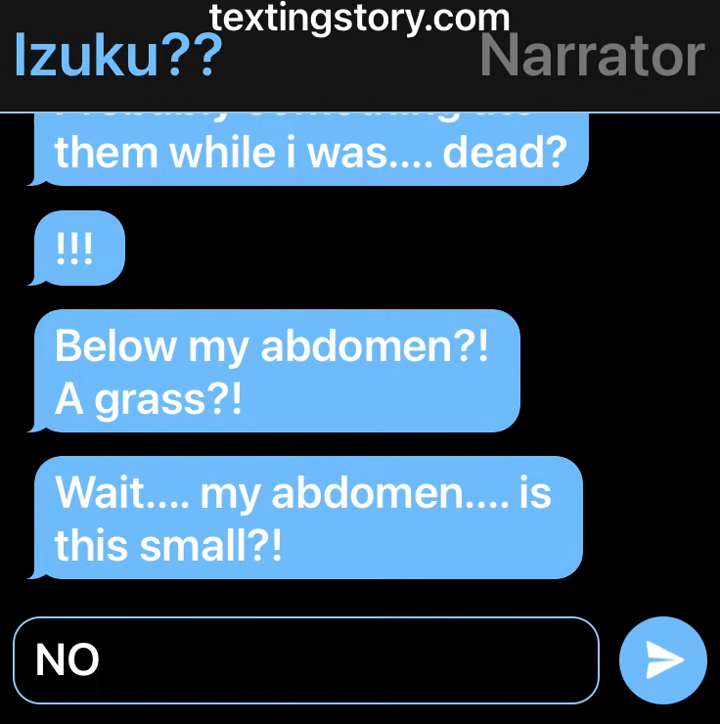 textingstory.com
Izuku??
Narrator
them while i was.... dead?
!!!
Below my abdomen?!
A grass?!
Wait.... my abdomen.... is
this small?!
NO